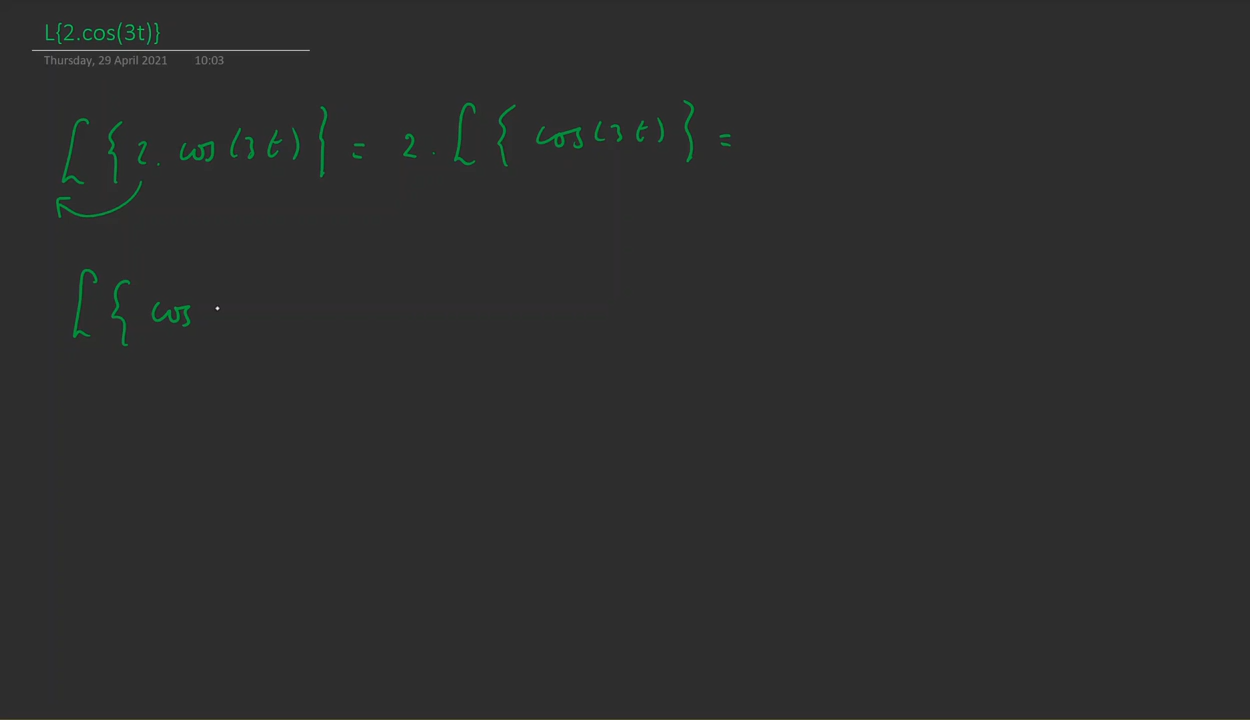 L{2.cos(3t)}
Thursday, 29 April 2021 10:03
L{2.cos(3t)} = 2.L{cos(3t)} =
L{cos